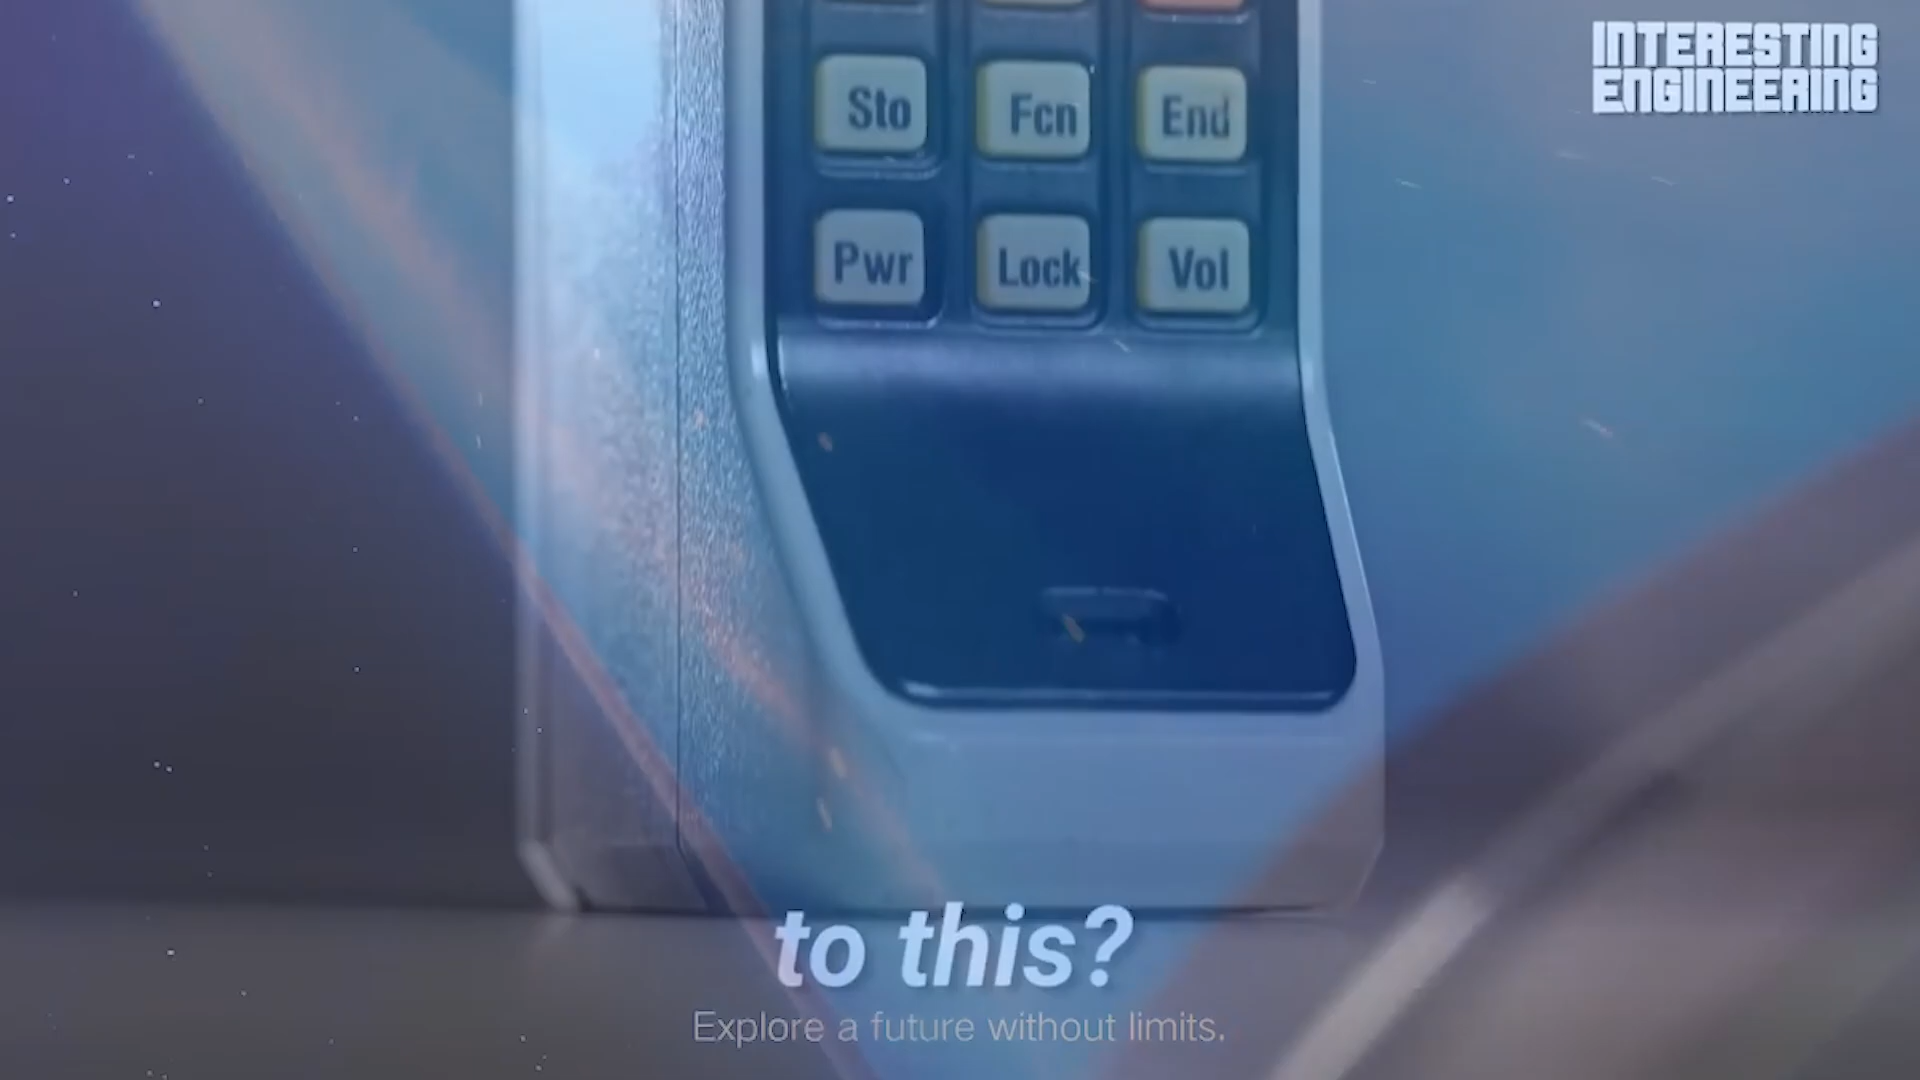 INTERESTING
ENGINEERING
Sto Fcn End
Pwr Lock Vol
to this?
Explore a future without limits.